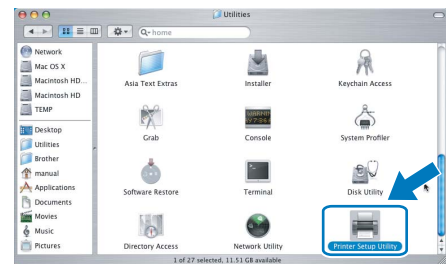 Utilities
Q- home
Network
Mac OS X
Macintosh HD...
Macintosh HD
TEMP
Desktop
Utilities
Brother
manual
Applications
Documents
Movies
Music
Pictures
Asia Text Extras
Installer
Keychain Access
Grab
Console
System Profiler
Software Restore
Terminal
Disk Utility
Directory Access
Network Utility
Printer Setup Utility
1 of 27 selected, 11.51 GB available